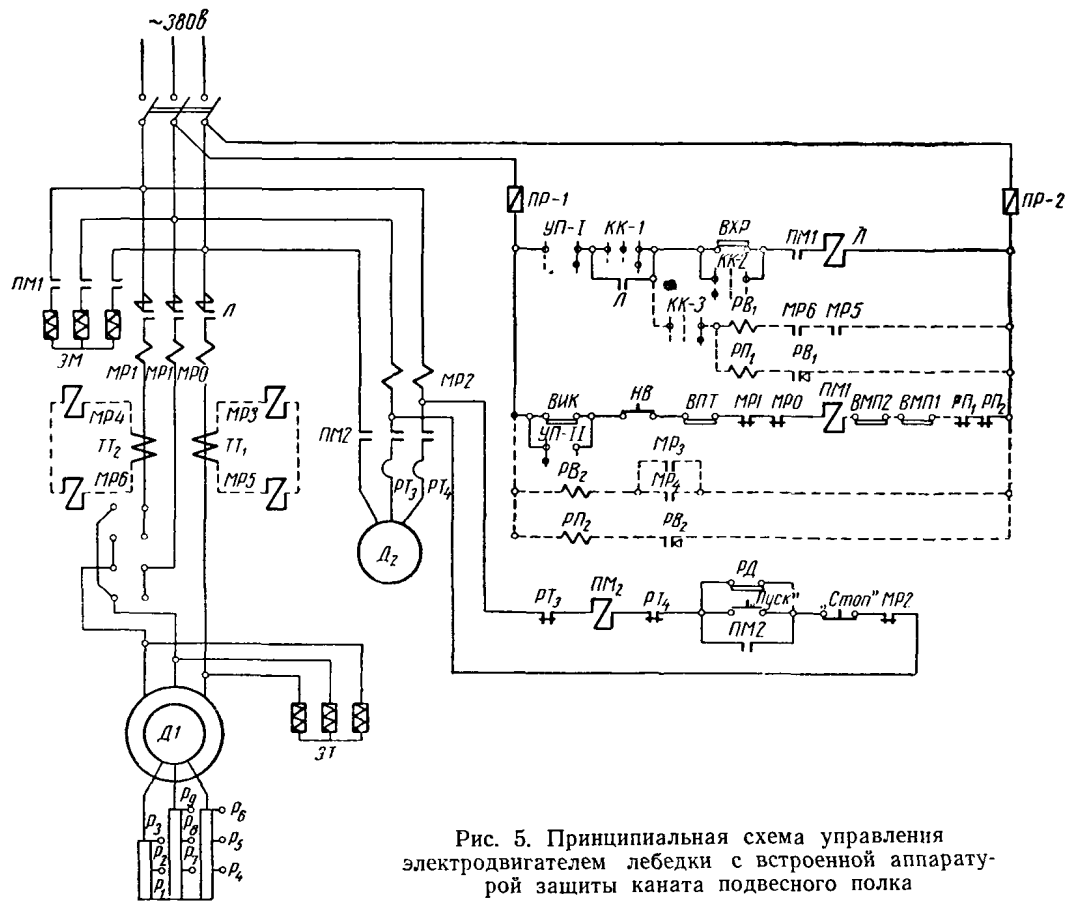 ~380в
ПР-1
ПР-2
УП-I
КК-1
ВХР
ПМ1
Л
КК-2
Л
КК-3
РВ₁
МР6
МР5
РП₁
РВ₁
ПМ1
Л
ЭМ
МР1
МР1
МР0
МР2
МР4
МР3
ТТ₂
ТТ₁
МР6
МР5
ПМ2
РТ₃
РТ₄
Д₂
ВИК
НВ
ВПТ
МР1
МР0
ПМ1
ВМП2
ВМП1
РП₁
РП₂
УП-II
МР₃
РВ₂
МР₄
РП₂
РВ₂
РТ₃
ПМ₂
РТ₄
РД
„Пуск"
ПМ2
„Стоп"
МР2
Д1
ЭТ
Р₃
Р₂
Р₁
Р₉
Р₈
Р₇
Р₆
Р₅
Р₄
Рис. 5. Принципиальная схема управления
электродвигателем лебедки с встроенной аппарату-
рой защиты каната подвесного полка